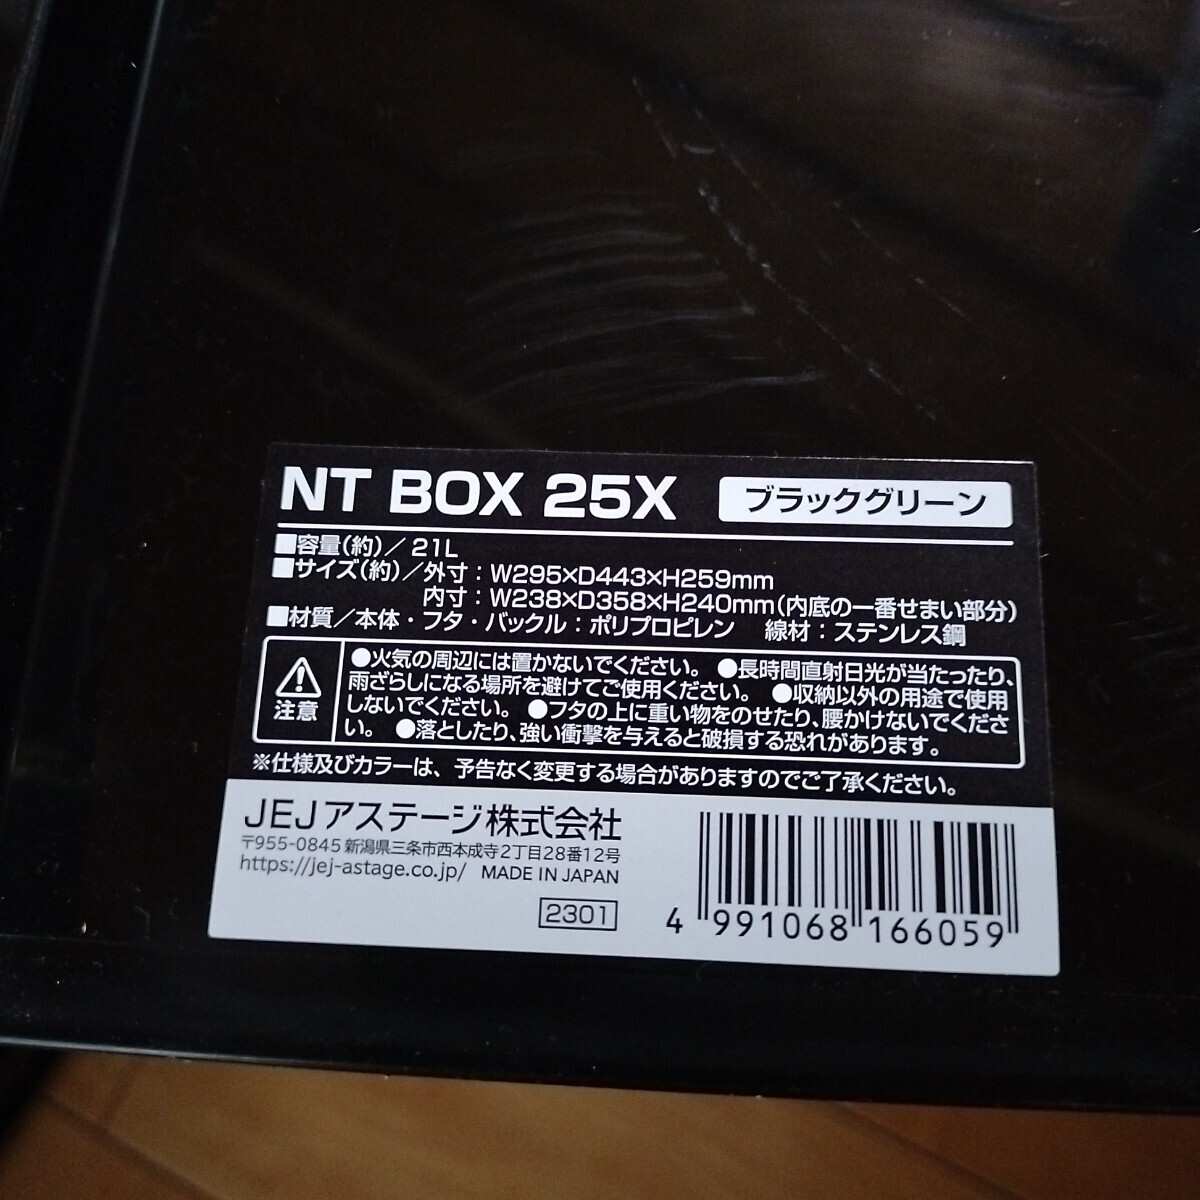 NT BOX 25X ブラックグリーン
■容量(約)／21L
■サイズ(約)／外寸：W295×D443×H259mm
内寸：W238×D358×H240mm(内底の一番せまい部分)
■材質／本体・フタ・バックル：ポリプロピレン 線材：ステンレス鋼
注意
●火気の周辺には置かないでください。 ●長時間直射日光が当たったり、
雨ざらしになる場所を避けてご使用ください。 ●収納以外の用途で使用
しないでください。 ●フタの上に重い物をのせたり、腰かけないでくださ
い。 ●落としたり、強い衝撃を与えると破損する恐れがあります。
※仕様及びカラーは、予告なく変更する場合がありますのでご了承ください。
JEJアステージ株式会社
〒955-0845 新潟県三条市西本成寺2丁目28番12号
https://jej-astage.co.jp/ MADE IN JAPAN
2301
4 991068 166059